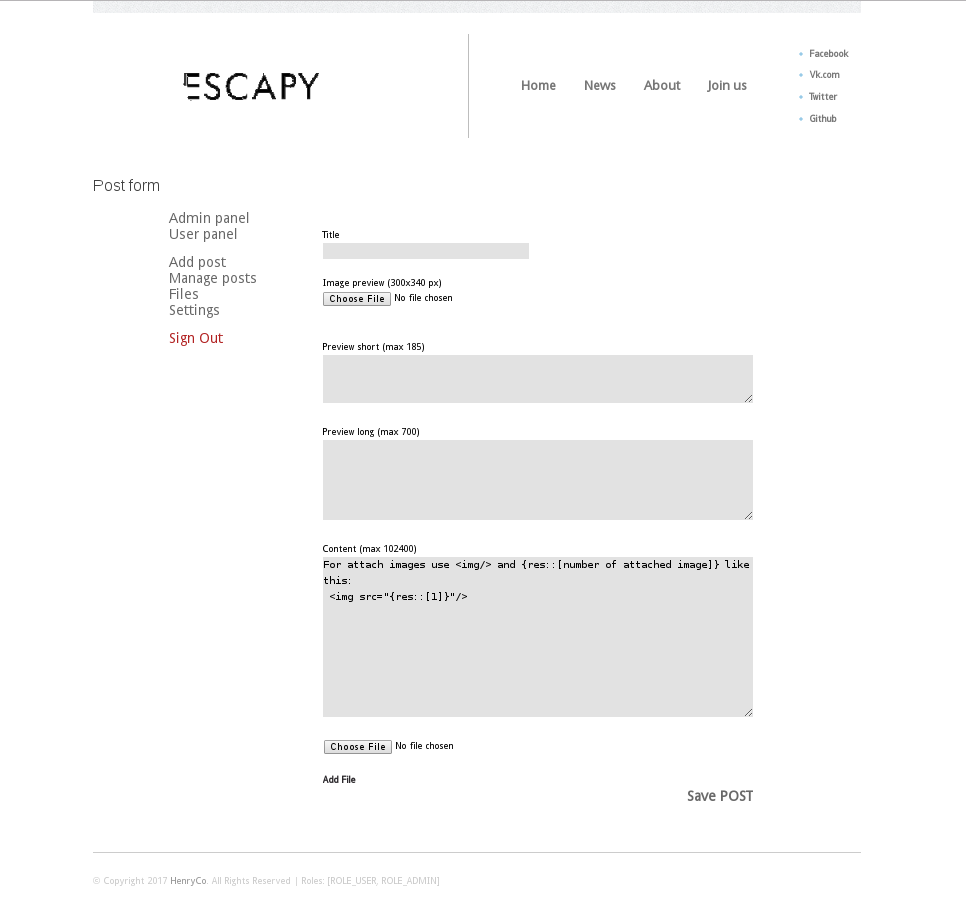 ESCAPY
Home News About Join us
Facebook
Vk.com
Twitter
Github
Post form
Admin panel
User panel
Add post
Manage posts
Files
Settings
Sign Out
Title
Image preview (300x340 px)
Choose File No file chosen
Preview short (max 185)
Preview long (max 700)
Content (max 102400)
For attach images use <img/> and {res::[number of attached image]} like
this:
<img src="{res::[1]}"/>
Choose File No file chosen
Add File
Save POST
© Copyright 2017 HenryCo. All Rights Reserved | Roles: [ROLE_USER, ROLE_ADMIN]